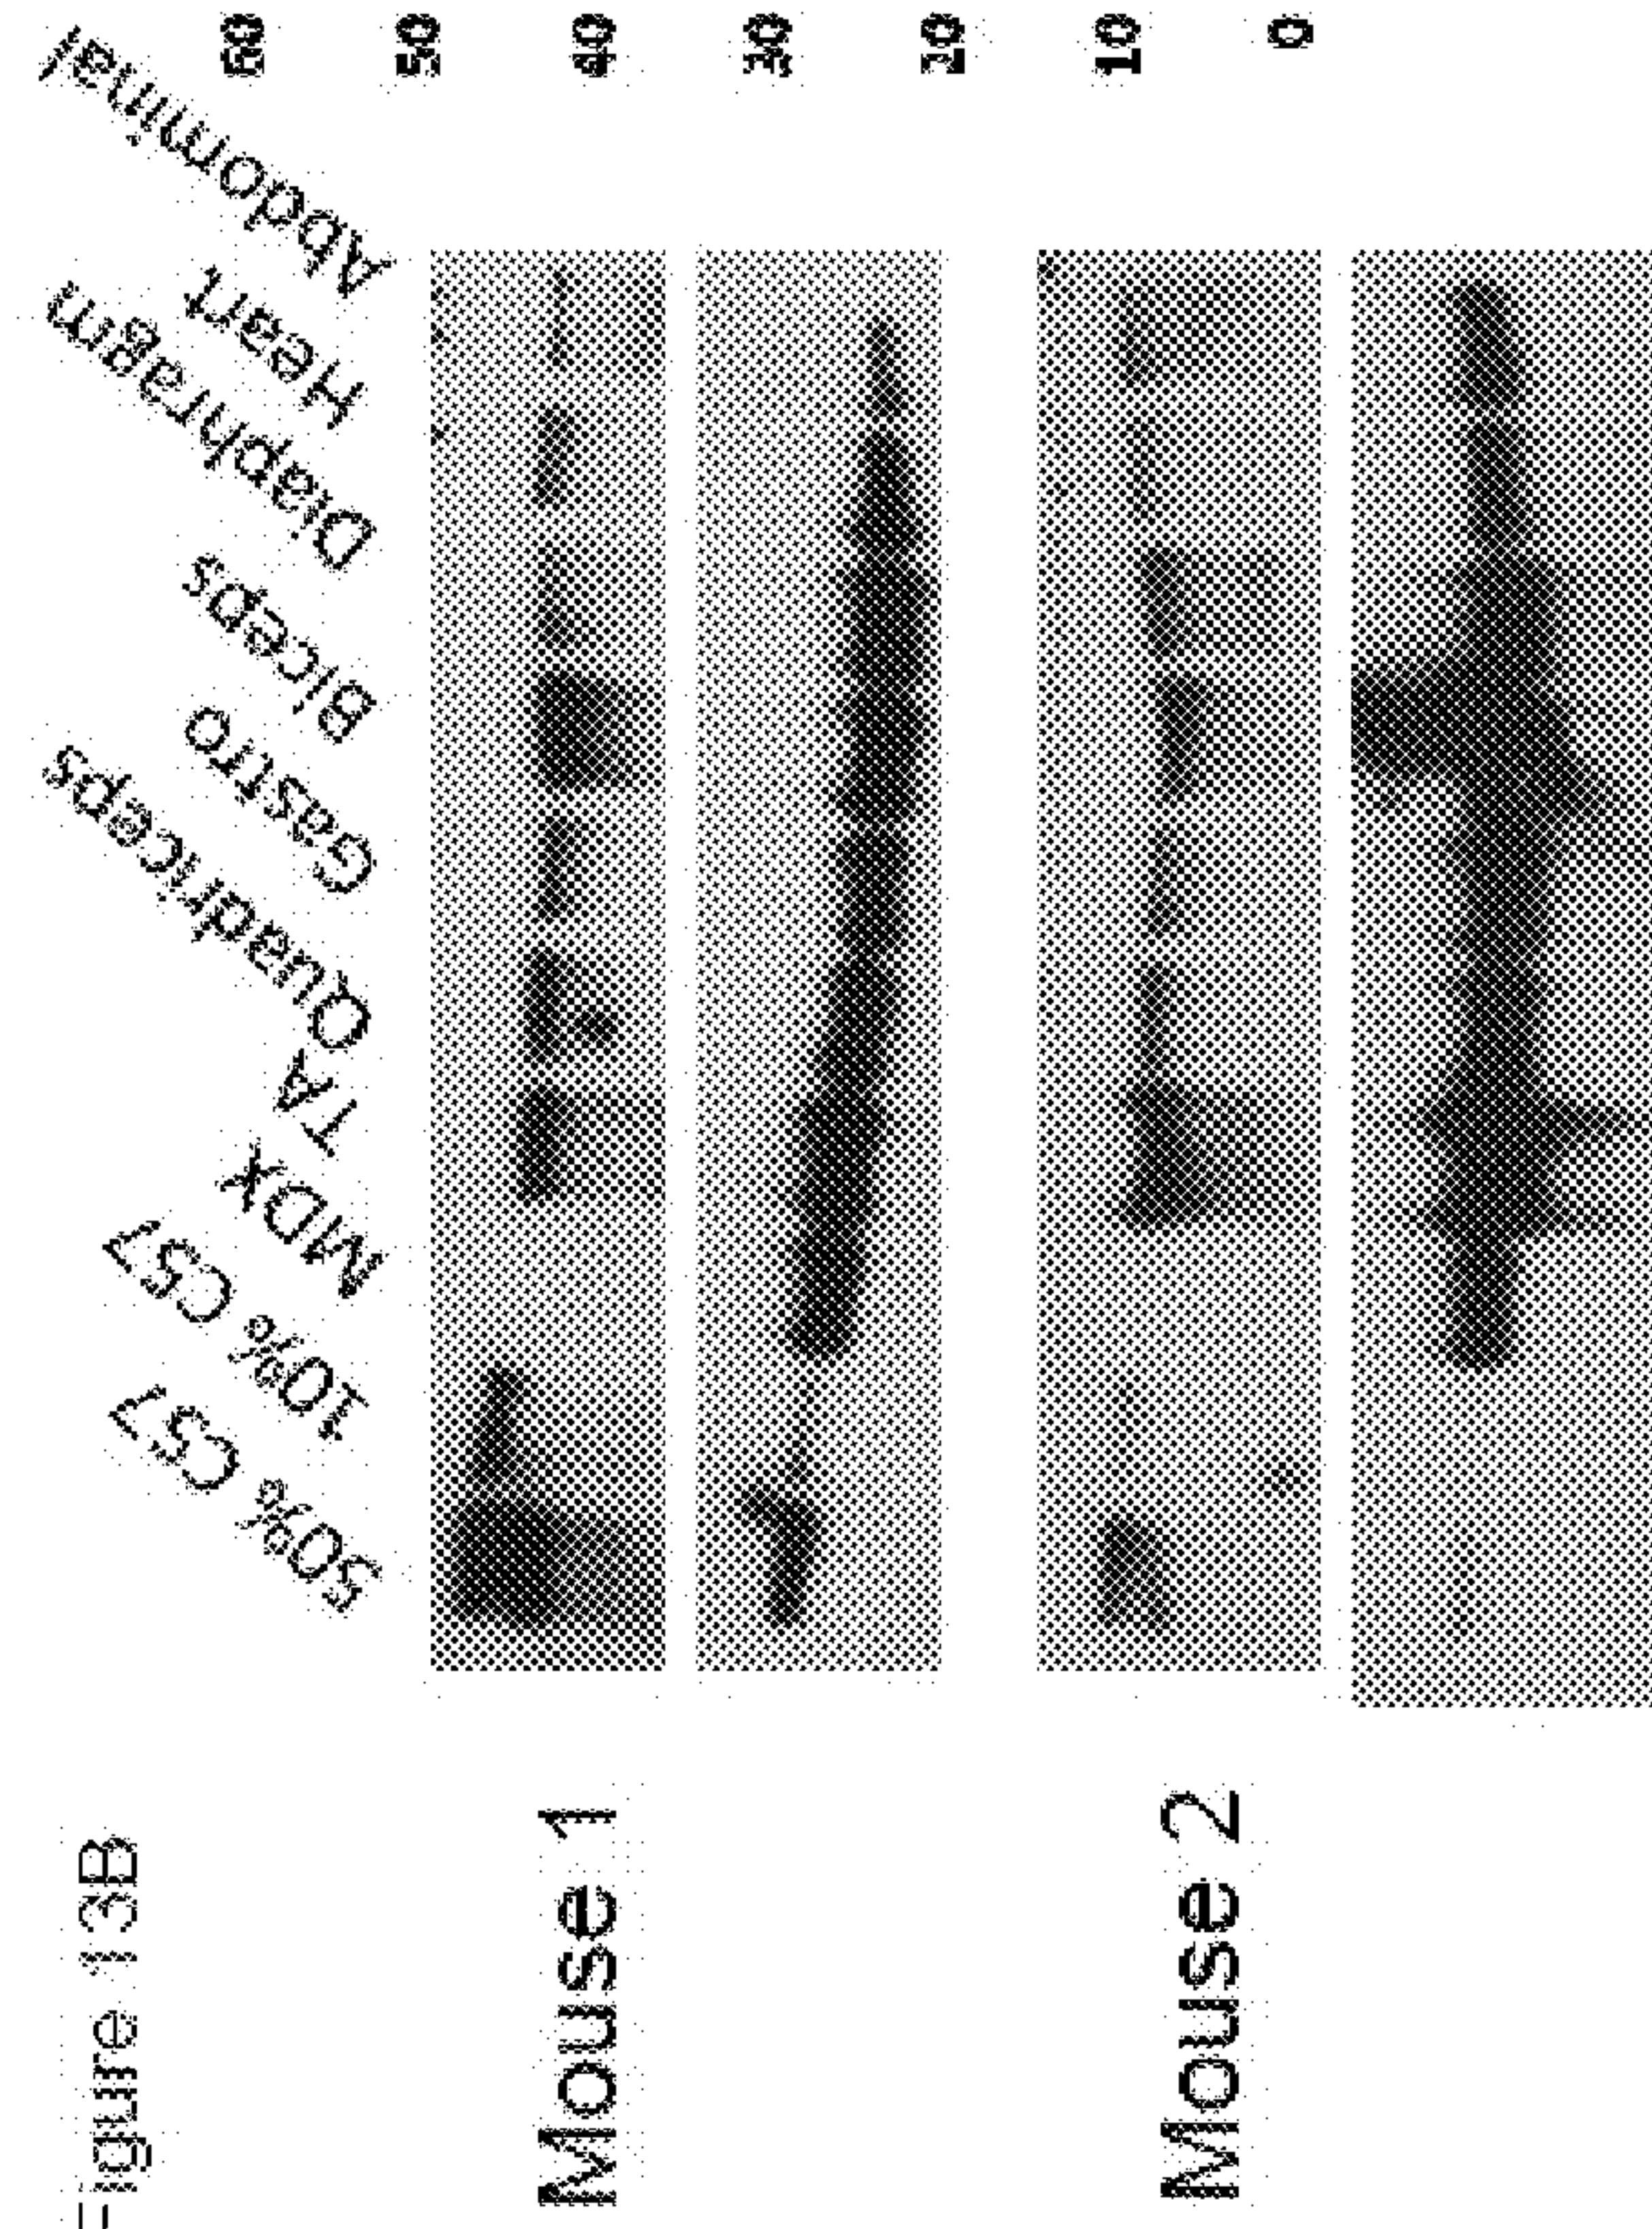 Figure 13B
50% C57
10% C57
MDX
TA
Quadriceps
Gastro
Biceps
Diaphragm
Heart
Abdominal
Mouse 1
Mouse 2
60
50
40
30
20
10
0